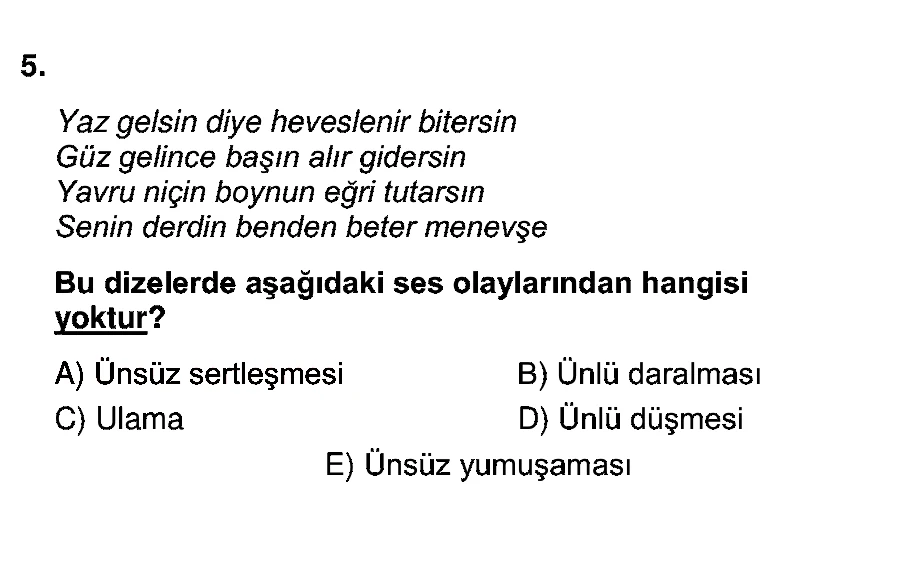 5.
Yaz gelsin diye heveslenir bitersin
Güz gelince başın alır gidersin
Yavru niçin boynun eğri tutarsın
Senin derdin benden beter menevşe
Bu dizelerde aşağıdaki ses olaylarından hangisi
yoktur?
A) Ünsüz sertleşmesi B) Ünlü daralması
C) Ulama D) Ünlü düşmesi
E) Ünsüz yumuşaması